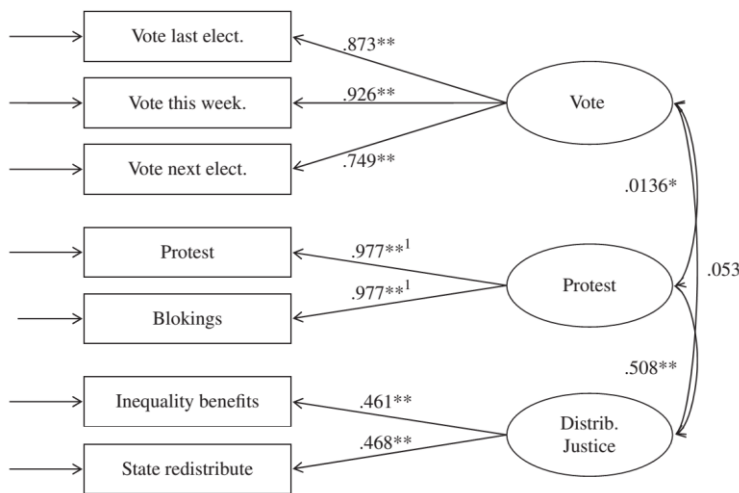 Vote last elect.
.873**
Vote this week.
.926**
Vote
Vote next elect.
.749**
.0136*
Protest
.977**1
Protest
.053
Blokings
.977**1
.508**
Inequality benefits
.461**
Distrib.
Justice
State redistribute
.468**